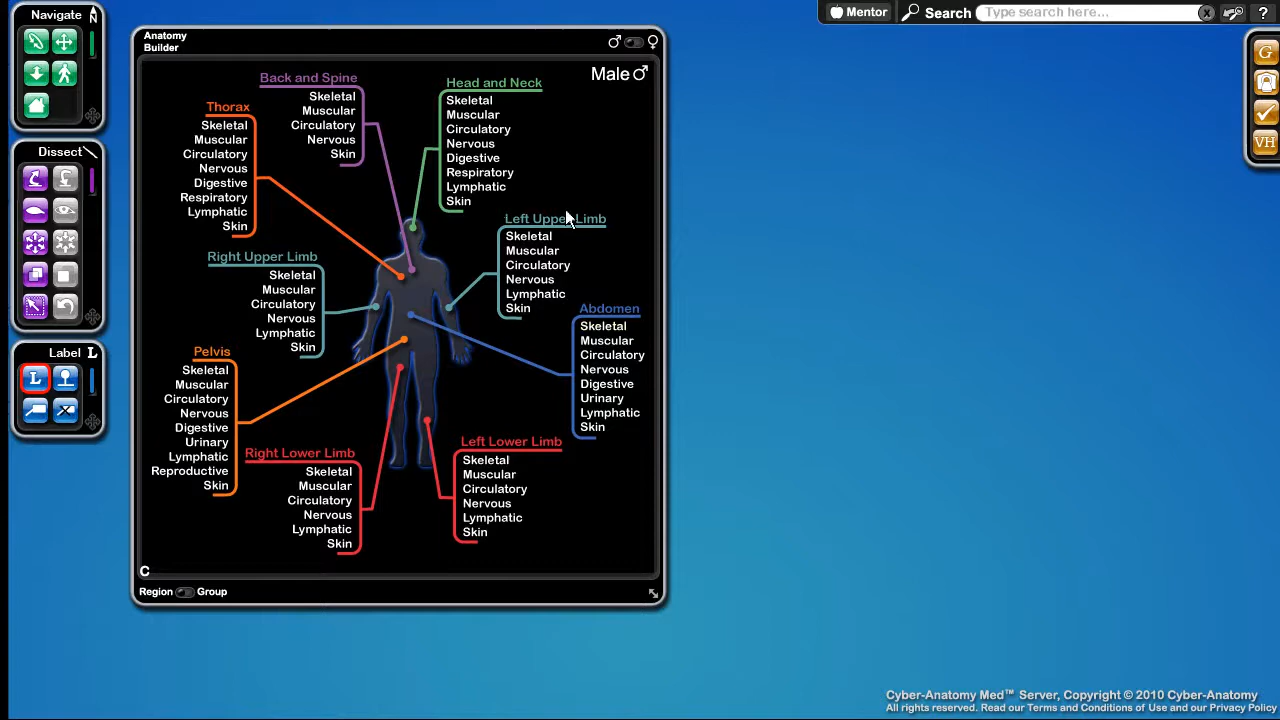 Navigate N
Dissect
Label L
L
Mentor
Search
Type search here...
x
?
G
VH
Anatomy
Builder
♂ ♀
Male♂
Back and Spine
Skeletal
Muscular
Circulatory
Nervous
Skin
Head and Neck
Skeletal
Muscular
Circulatory
Nervous
Digestive
Respiratory
Lymphatic
Skin
Thorax
Skeletal
Muscular
Circulatory
Nervous
Digestive
Respiratory
Lymphatic
Skin
Left Upper Limb
Skeletal
Muscular
Circulatory
Nervous
Lymphatic
Skin
Right Upper Limb
Skeletal
Muscular
Circulatory
Nervous
Lymphatic
Skin
Abdomen
Skeletal
Muscular
Circulatory
Nervous
Digestive
Urinary
Lymphatic
Skin
Pelvis
Skeletal
Muscular
Circulatory
Nervous
Digestive
Urinary
Lymphatic
Reproductive
Skin
Right Lower Limb
Skeletal
Muscular
Circulatory
Nervous
Lymphatic
Skin
Left Lower Limb
Skeletal
Muscular
Circulatory
Nervous
Lymphatic
Skin
C
Region Group
Cyber-Anatomy Med™ Server, Copyright © 2010 Cyber-Anatomy
All rights reserved. Read our Terms and Conditions of Use and our Privacy Policy